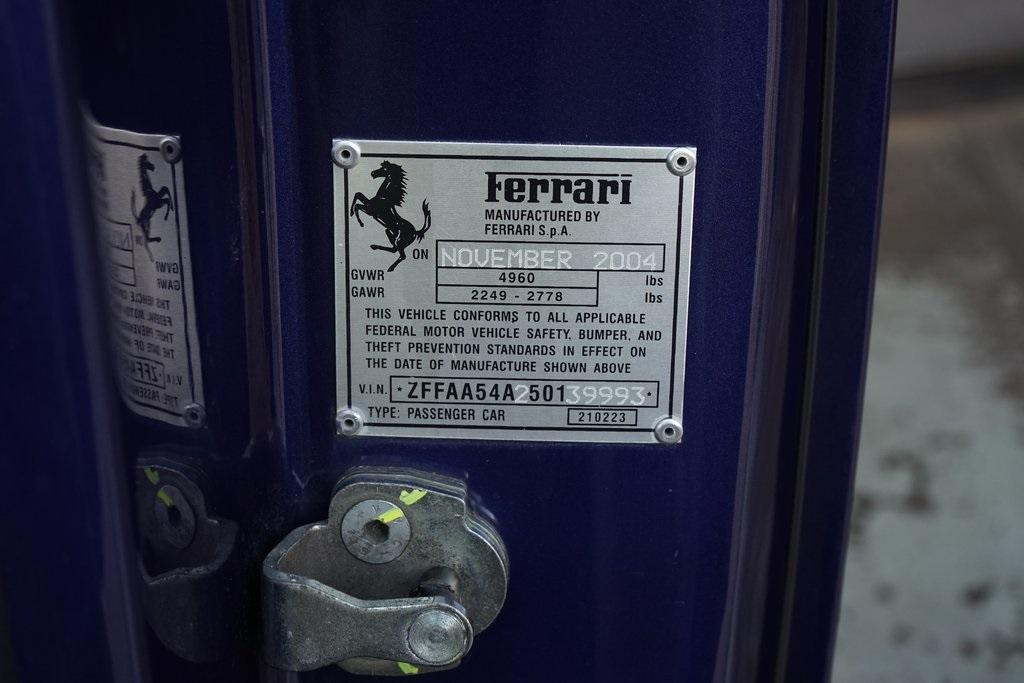 Ferrari
MANUFACTURED BY
FERRARI S.p.A.
ON NOVEMBER 2004
GVWR 4960 lbs
GAWR 2249 - 2778 lbs
THIS VEHICLE CONFORMS TO ALL APPLICABLE
FEDERAL MOTOR VEHICLE SAFETY, BUMPER, AND
THEFT PREVENTION STANDARDS IN EFFECT ON
THE DATE OF MANUFACTURE SHOWN ABOVE
V.I.N. *ZFFAA54A250139993*
TYPE: PASSENGER CAR 210223